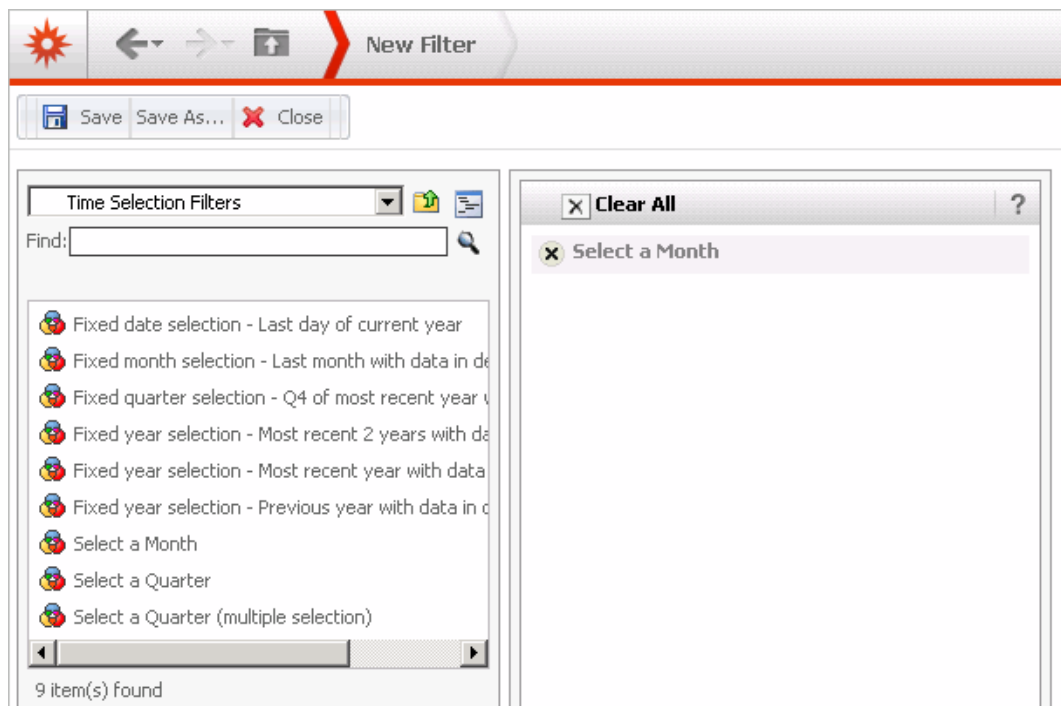 New Filter
Save Save As... Close
Time Selection Filters
Find:
Fixed date selection - Last day of current year
Fixed month selection - Last month with data in de
Fixed quarter selection - Q4 of most recent year
Fixed year selection - Most recent 2 years with da
Fixed year selection - Most recent year with data
Fixed year selection - Previous year with data in
Select a Month
Select a Quarter
Select a Quarter (multiple selection)
9 item(s) found
Clear All ?
Select a Month